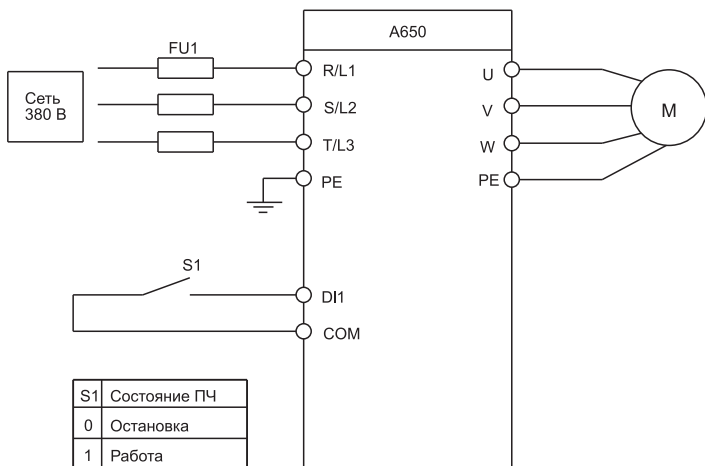 A650
FU1
R/L1
U
Сеть
380 В
S/L2
V
M
T/L3
W
PE
PE
S1
DI1
COM
S1 Состояние ПЧ
0 Остановка
1 Работа